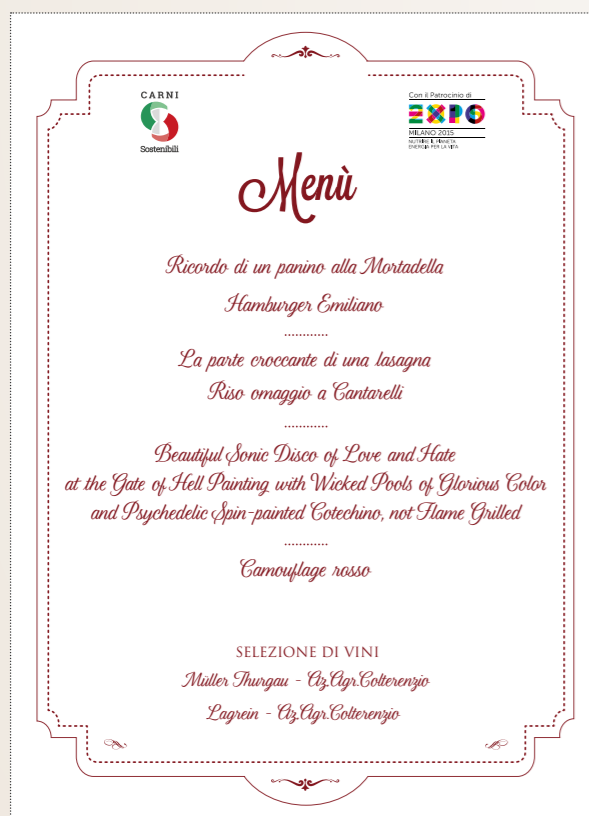 CARNI
Sostenibili
Con il Patrocinio di
EXPO
MILANO 2015
NUTRIRE IL PIANETA
ENERGIA PER LA VITA
Menù
Ricordo di un panino alla Mortadella
Hamburger Emiliano
............
La parte croccante di una lasagna
Riso omaggio a Cantarelli
............
Beautiful Sonic Disco of Love and Hate
at the Gate of Hell Painting with Wicked Pools of Glorious Color
and Psychedelic Spin-painted Cotechino, not Flame Grilled
............
Camouflage rosso
SELEZIONE DI VINI
Müller Thurgau - Az.Agr.Colterenzio
Lagrein - Az.Agr.Colterenzio